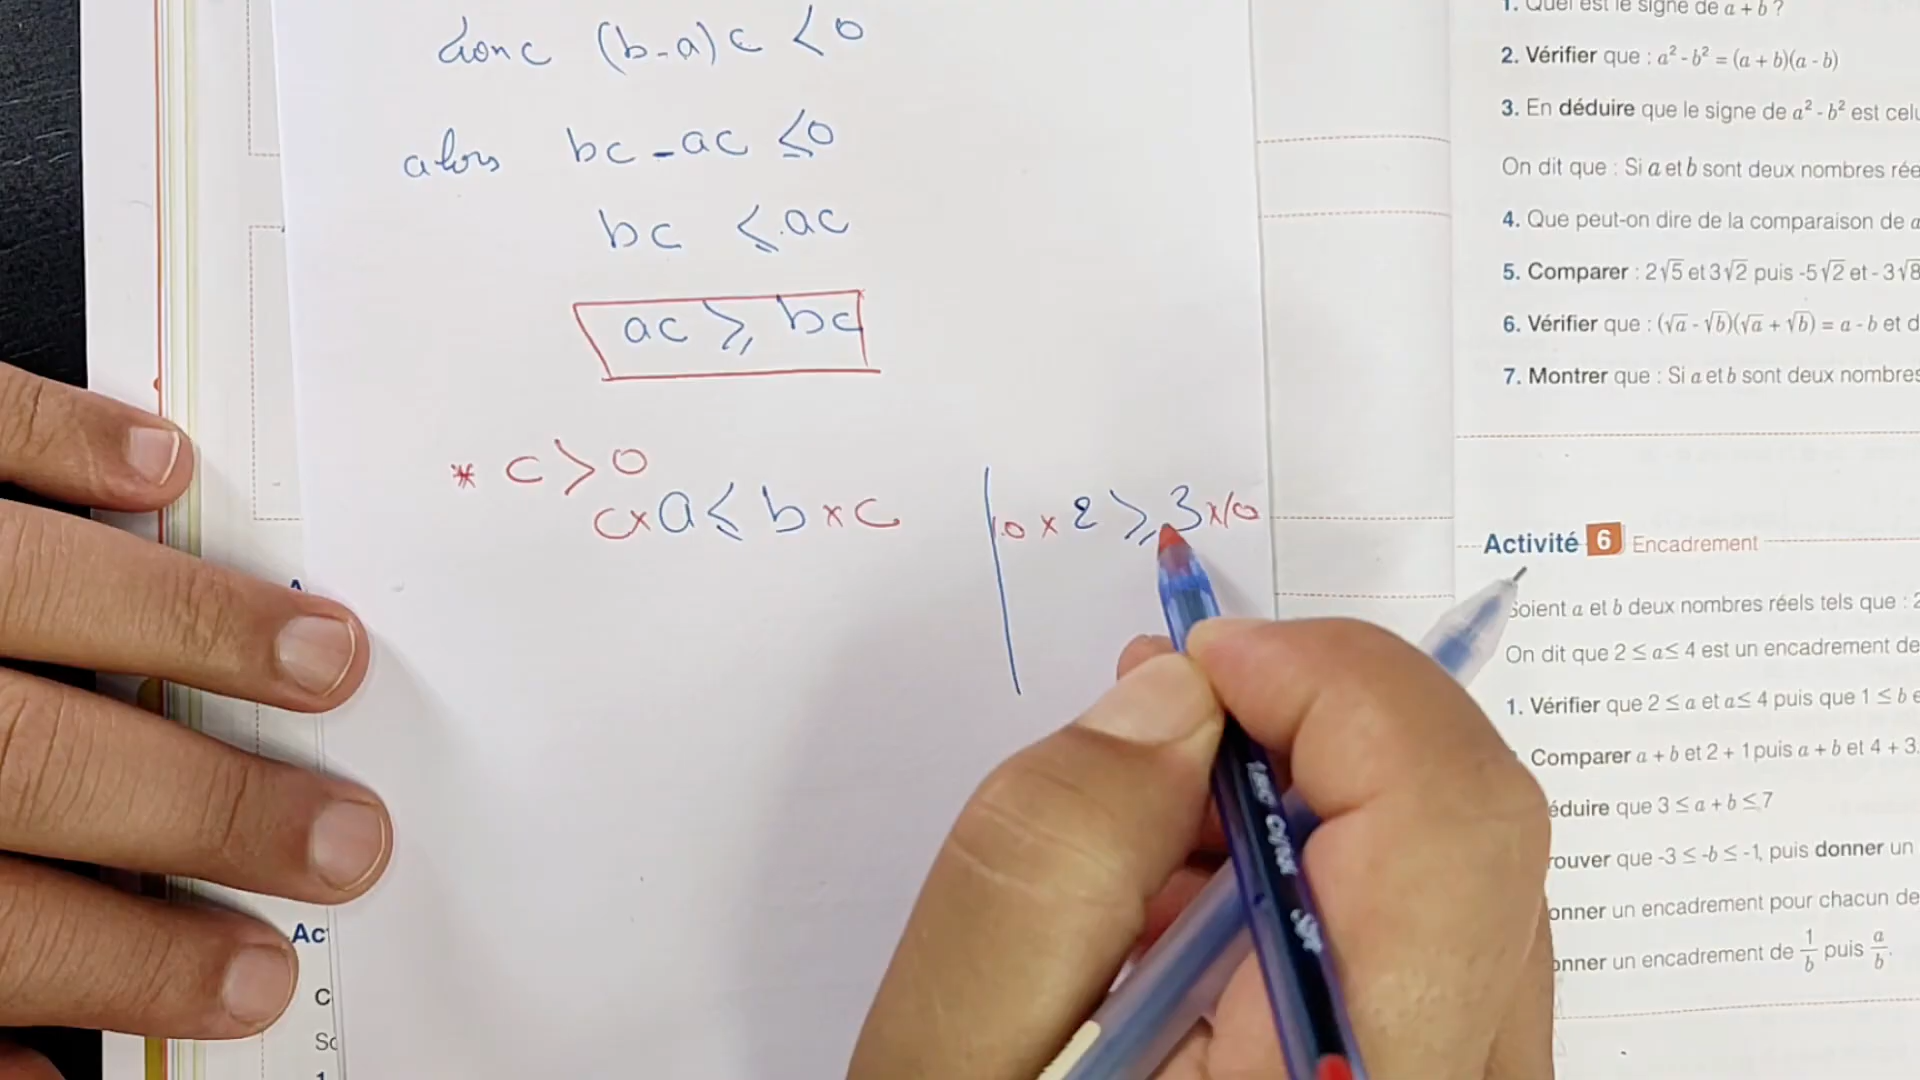 donc (b-a)c < 0
alors bc - ac ⩽ 0
bc ⩽ ac
ac ⩾ bc
* c > 0
c×a ⩽ b×c
10 × 2 ⩾ 3×10
1. Quel est le signe de a + b ?
2. Vérifier que : a² - b² = (a + b)(a - b)
3. En déduire que le signe de a² - b² est
On dit que : Si a et b sont deux nombres
4. Que peut-on dire de la comparaison de
5. Comparer : 2√5 et 3√2 puis -5√2 et - 3√8
6. Vérifier que : (√a - √b)(√a + √b) = a - b et
7. Montrer que : Si a et b sont deux nombres
Activité 6 Encadrement
Soient a et b deux nombres réels tels que : 2
On dit que 2 ≤ a ≤ 4 est un encadrement de
1. Vérifier que 2 ≤ a et a ≤ 4 puis que 1 ≤ b
Comparer a + b et 2 + 1 puis a + b et 4 + 3.
éduire que 3 ≤ a + b ≤ 7
rouver que -3 ≤ -b ≤ -1, puis donner un
onner un encadrement pour chacun de
onner un encadrement de 1/b puis a/b.
A
Ac
C
1